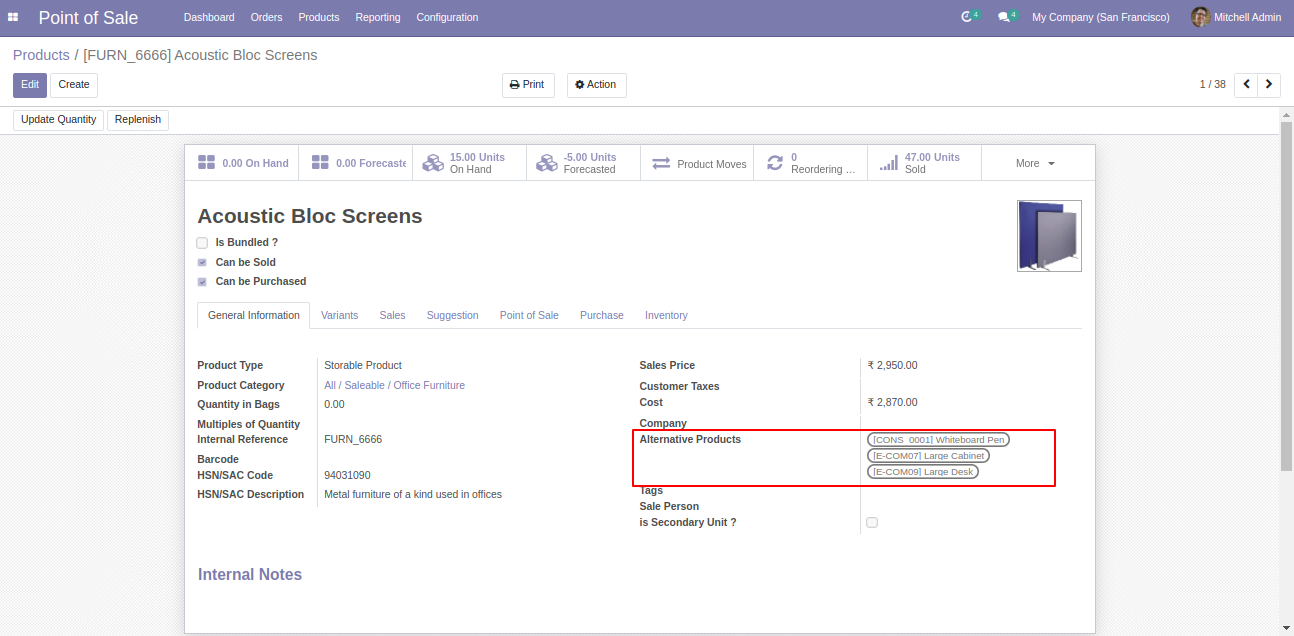 Point of Sale Dashboard Orders Products Reporting Configuration 4 4 My Company (San Francisco) Mitchell Admin
Products / [FURN_6666] Acoustic Bloc Screens
Edit Create Print Action 1 / 38
Update Quantity Replenish
0.00 On Hand
0.00 Forecaste
15.00 Units
On Hand
-5.00 Units
Forecasted
Product Moves
0
Reordering ...
47.00 Units
Sold
More
Acoustic Bloc Screens
Is Bundled ?
Can be Sold
Can be Purchased
General Information Variants Sales Suggestion Point of Sale Purchase Inventory
Product Type Storable Product
Product Category All / Saleable / Office Furniture
Quantity in Bags 0.00
Multiples of Quantity
Internal Reference FURN_6666
Barcode
HSN/SAC Code 94031090
HSN/SAC Description Metal furniture of a kind used in offices
Sales Price ₹ 2,950.00
Customer Taxes
Cost ₹ 2,870.00
Company
Alternative Products [CONS_0001] Whiteboard Pen
[E-COM07] Large Cabinet
[E-COM09] Large Desk
Tags
Sale Person
is Secondary Unit ?
Internal Notes